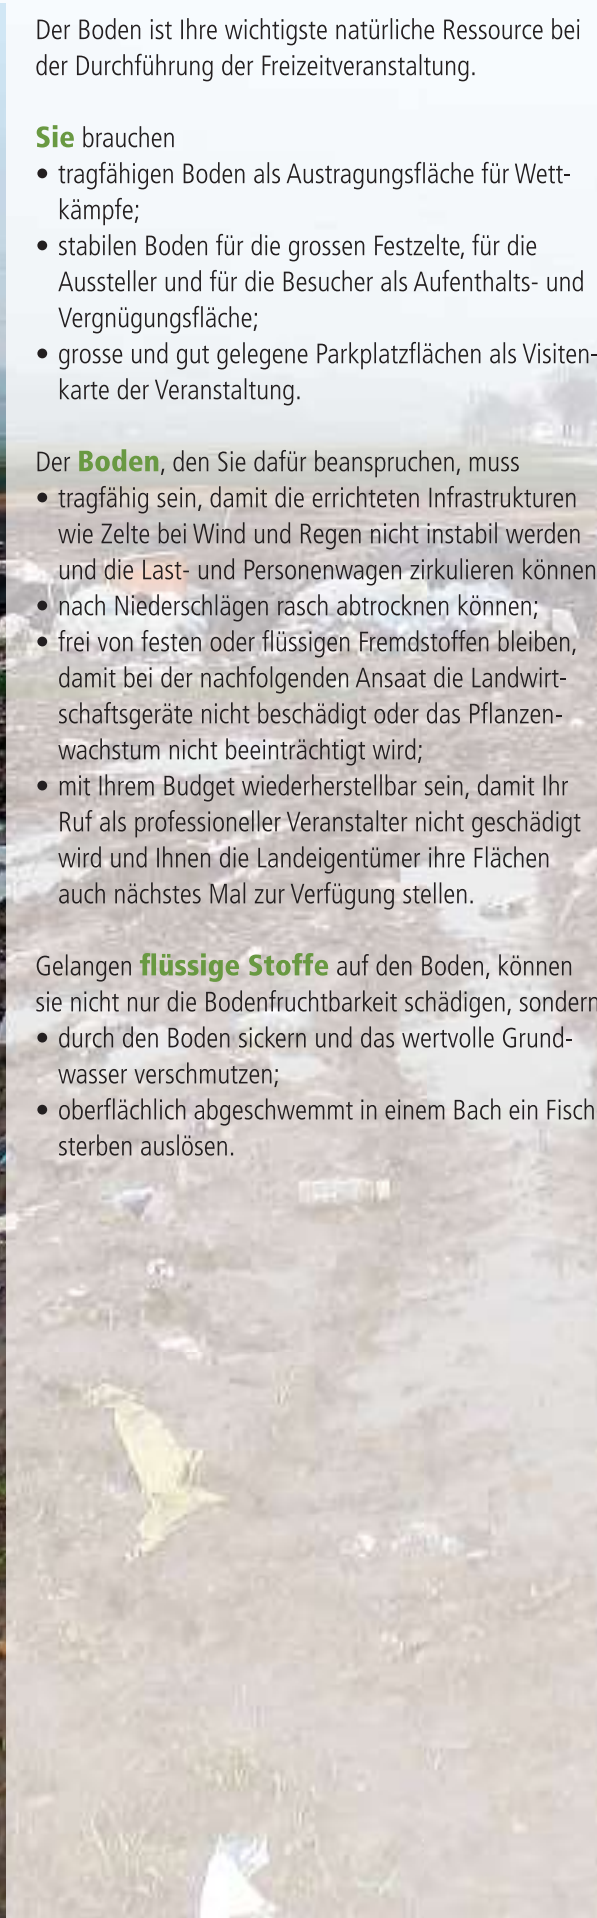 Der Boden ist Ihre wichtigste natürliche Ressource bei
der Durchführung der Freizeitveranstaltung.
Sie brauchen
• tragfähigen Boden als Austragungsfläche für Wett-
kämpfe;
• stabilen Boden für die grossen Festzelte, für die
Aussteller und für die Besucher als Aufenthalts- und
Vergnügungsfläche;
• grosse und gut gelegene Parkplatzflächen als Visiten-
karte der Veranstaltung.
Der Boden, den Sie dafür beanspruchen, muss
• tragfähig sein, damit die errichteten Infrastrukturen
wie Zelte bei Wind und Regen nicht instabil werden
und die Last- und Personenwagen zirkulieren können
• nach Niederschlägen rasch abtrocknen können;
• frei von festen oder flüssigen Fremdstoffen bleiben,
damit bei der nachfolgenden Ansaat die Landwirt-
schaftsgeräte nicht beschädigt oder das Pflanzen-
wachstum nicht beeinträchtigt wird;
• mit Ihrem Budget wiederherstellbar sein, damit Ihr
Ruf als professioneller Veranstalter nicht geschädigt
wird und Ihnen die Landeigentümer ihre Flächen
auch nächstes Mal zur Verfügung stellen.
Gelangen flüssige Stoffe auf den Boden, können
sie nicht nur die Bodenfruchtbarkeit schädigen, sondern
• durch den Boden sickern und das wertvolle Grund-
wasser verschmutzen;
• oberflächlich abgeschwemmt in einem Bach ein Fisch
sterben auslösen.